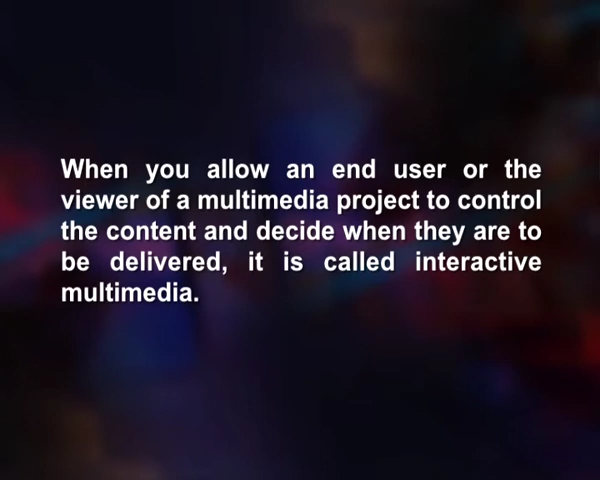 When you allow an end user or the
viewer of a multimedia project to control
the content and decide when they are to
be delivered, it is called interactive
multimedia.